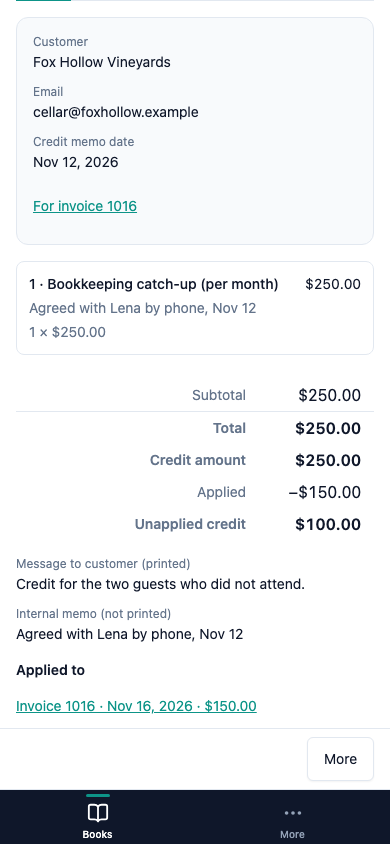 Customer
Fox Hollow Vineyards
Email
cellar@foxhollow.example
Credit memo date
Nov 12, 2026
For invoice 1016
1 · Bookkeeping catch-up (per month) $250.00
Agreed with Lena by phone, Nov 12
1 × $250.00
Subtotal $250.00
Total $250.00
Credit amount $250.00
Applied –$150.00
Unapplied credit $100.00
Message to customer (printed)
Credit for the two guests who did not attend.
Internal memo (not printed)
Agreed with Lena by phone, Nov 12
Applied to
Invoice 1016 · Nov 16, 2026 · $150.00
More
Books
More